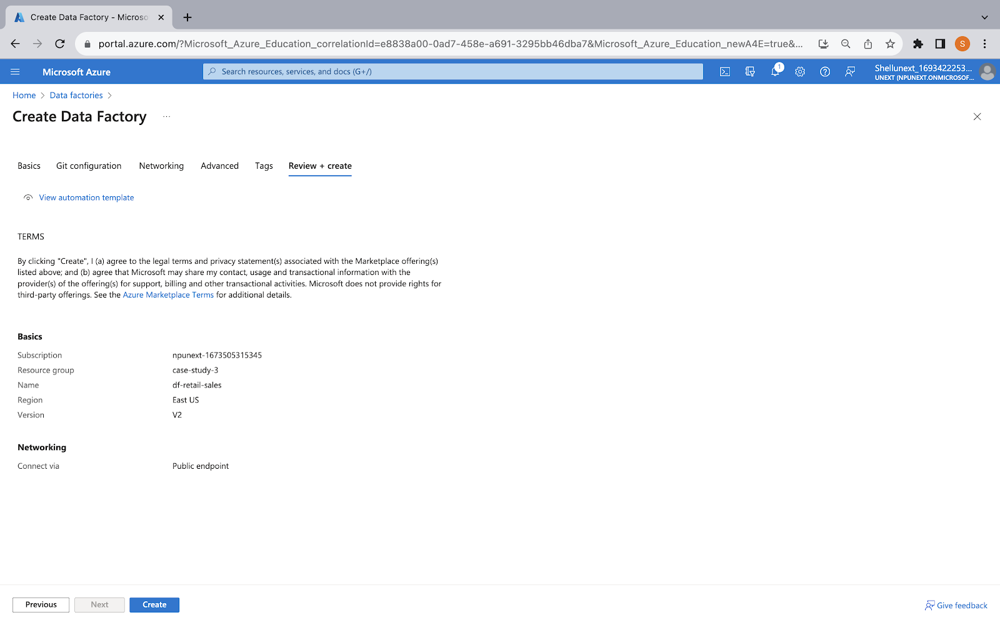 Create Data Factory - Microso
portal.azure.com/?Microsoft_Azure_Education_correlationId=e8838a00-0ad7-458e-a691-3295bb46dba7&Microsoft_Azure_Education_newA4E=true&...
S
Microsoft Azure
Search resources, services, and docs (G+/)
1
Shellunext_1693422253...
UNEXT (NPUNEXT.ONMICROSOF...
Home > Data factories >
Create Data Factory ...
Basics Git configuration Networking Advanced Tags Review + create
View automation template
TERMS
By clicking "Create", I (a) agree to the legal terms and privacy statement(s) associated with the Marketplace offering(s)
listed above; and (b) agree that Microsoft may share my contact, usage and transactional information with the
provider(s) of the offering(s) for support, billing and other transactional activities. Microsoft does not provide rights for
third-party offerings. See the Azure Marketplace Terms for additional details.
Basics
Subscription npunext-1673505315345
Resource group case-study-3
Name df-retail-sales
Region East US
Version V2
Networking
Connect via Public endpoint
Previous Next Create
Give feedback